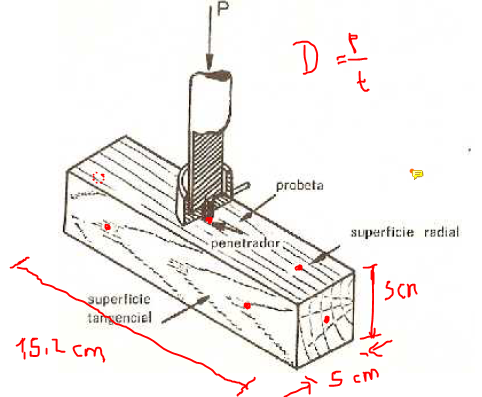 P
D = P/t
probeta
superficie radial
penetrador
superficie
tangencial
5cm
15.2 cm
5 cm